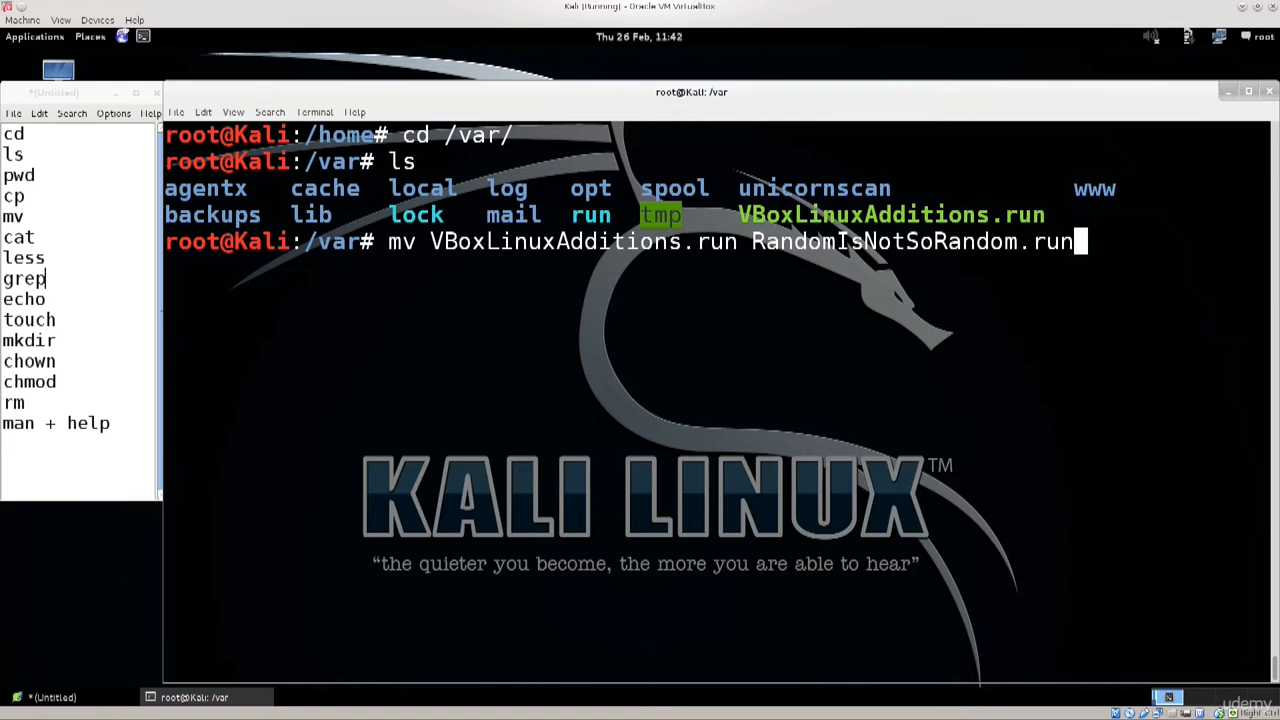 Kali [Running] - Oracle VM VirtualBox
Machine View Devices Help
Applications Places Thu 26 Feb, 11:42 root
*(Untitled)
File Edit Search Options Help
cd
ls
pwd
cp
mv
cat
less
grep
echo
touch
mkdir
chown
chmod
rm
man + help
root@Kali: /var
File Edit View Search Terminal Help
root@Kali:/home# cd /var/
root@Kali:/var# ls
agentx cache local log opt spool unicornscan www
backups lib lock mail run tmp VBoxLinuxAdditions.run
root@Kali:/var# mv VBoxLinuxAdditions.run RandomIsNotSoRandom.run
KALI LINUX™
“the quieter you become, the more you are able to hear”
*(Untitled) root@Kali: /var
udemy
Right Ctrl